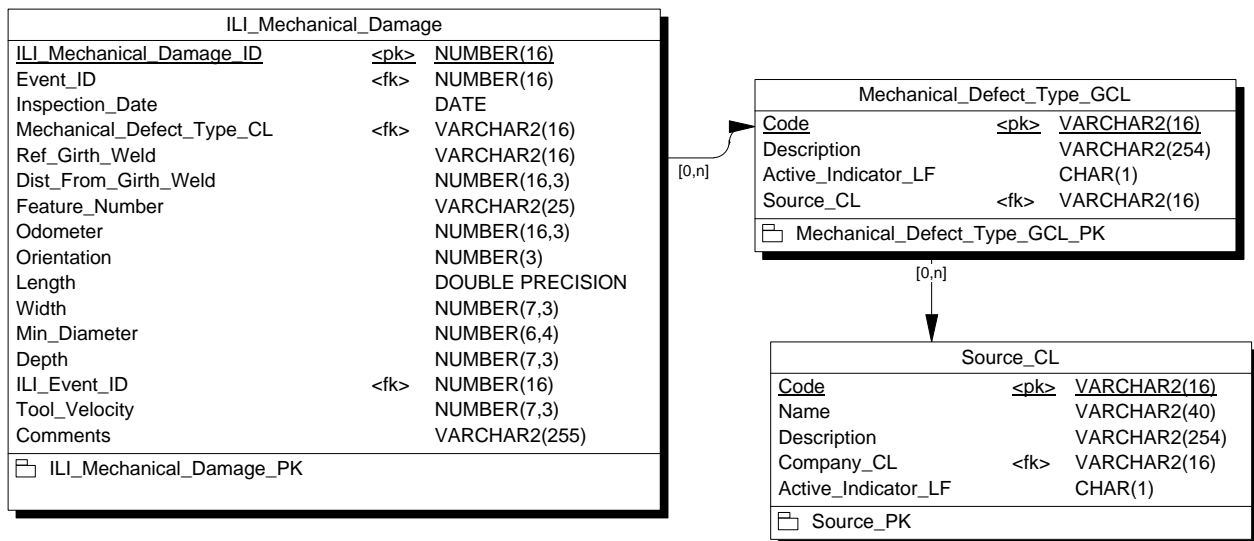 ILI_Mechanical_Damage
ILI_Mechanical_Damage_ID <pk> NUMBER(16)
Event_ID <fk> NUMBER(16)
Inspection_Date DATE
Mechanical_Defect_Type_CL <fk> VARCHAR2(16)
Ref_Girth_Weld VARCHAR2(16)
Dist_From_Girth_Weld NUMBER(16,3)
Feature_Number VARCHAR2(25)
Odometer NUMBER(16,3)
Orientation NUMBER(3)
Length DOUBLE PRECISION
Width NUMBER(7,3)
Min_Diameter NUMBER(6,4)
Depth NUMBER(7,3)
ILI_Event_ID <fk> NUMBER(16)
Tool_Velocity NUMBER(7,3)
Comments VARCHAR2(255)
ILI_Mechanical_Damage_PK
[0,n]
Mechanical_Defect_Type_GCL
Code <pk> VARCHAR2(16)
Description VARCHAR2(254)
Active_Indicator_LF CHAR(1)
Source_CL <fk> VARCHAR2(16)
Mechanical_Defect_Type_GCL_PK
[0,n]
Source_CL
Code <pk> VARCHAR2(16)
Name VARCHAR2(40)
Description VARCHAR2(254)
Company_CL <fk> VARCHAR2(16)
Active_Indicator_LF CHAR(1)
Source_PK